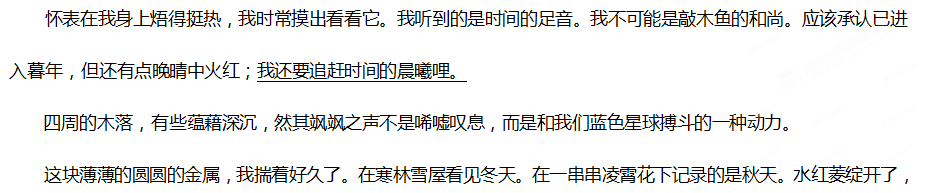 怀表在我身上焐得挺热，我时常摸出看看它。我听到的是时间的足音。我不可能是敲木鱼的和尚。应该承认已进
入暮年，但还有点晚晴中火红；我还要追赶时间的晨曦哩。
四周的木落，有些蕴藉深沉，然其飒飒之声不是唏嘘叹息，而是和我们蓝色星球搏斗的一种动力。
这块薄薄的圆圆的金属，我揣着好久了。在寒林雪屋看见冬天。在一串串凌霄花下记录的是秋天。水红菱绽开了，